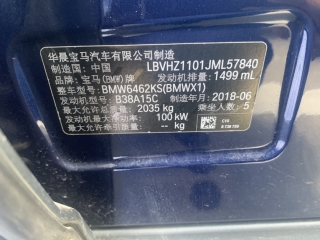 华晨宝马汽车有限公司制造
制造国：中国 LBVHZ1101JML57840
品牌：宝马(BMW)牌 发动机排量：1499 mL
整车型号：BMW6462KS(BMWX1)
发动机型号：B38A15C 制造年月：2018-06
最大允许总质量：2035 kg 乘坐人数：5
发动机最大净功率：100 kW
最大允许牵引质量：-- kg